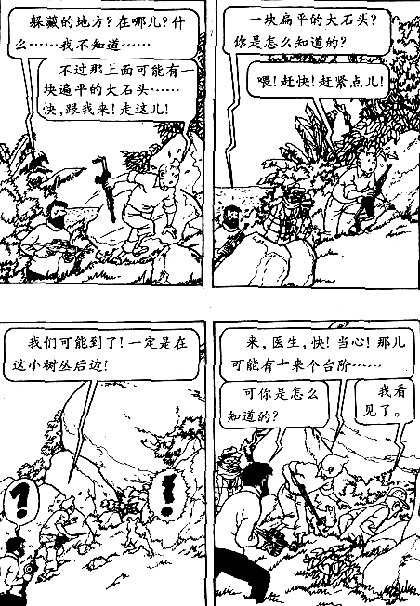 躲藏的地方？在哪儿？什
么……我不知道……
不过那上面可能有一
块遍平的大石头……
快，跟我来！走这儿！
一块扁平的大石头？
你是怎么知道的？
喂！赶快！赶紧点儿！
我们可能到了！一定是在
这小树丛后边！
？
！
来，医生，快！当心！那儿
可能有十来个台阶……
可你是怎么
知道的？
我看
见了。